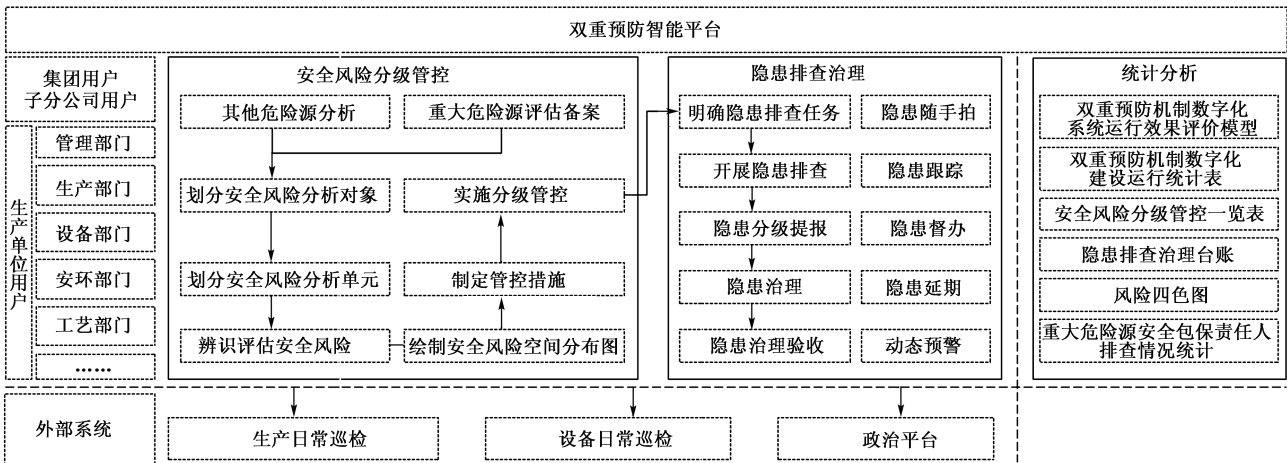 双重预防智能平台
集团用户
子分公司用户
生产单位用户
管理部门
生产部门
设备部门
安环部门
工艺部门
……
安全风险分级管控
其他危险源分析
重大危险源评估备案
划分安全风险分析对象
实施分级管控
划分安全风险分析单元
制定管控措施
辨识评估安全风险
绘制安全风险空间分布图
隐患排查治理
明确隐患排查任务
隐患随手拍
开展隐患排查
隐患跟踪
隐患分级提报
隐患督办
隐患治理
隐患延期
隐患治理验收
动态预警
统计分析
双重预防机制数字化
系统运行效果评价模型
双重预防机制数字化
建设运行统计表
安全风险分级管控一览表
隐患排查治理台账
风险四色图
重大危险源安全包保责任人
排查情况统计
外部系统
生产日常巡检
设备日常巡检
政治平台